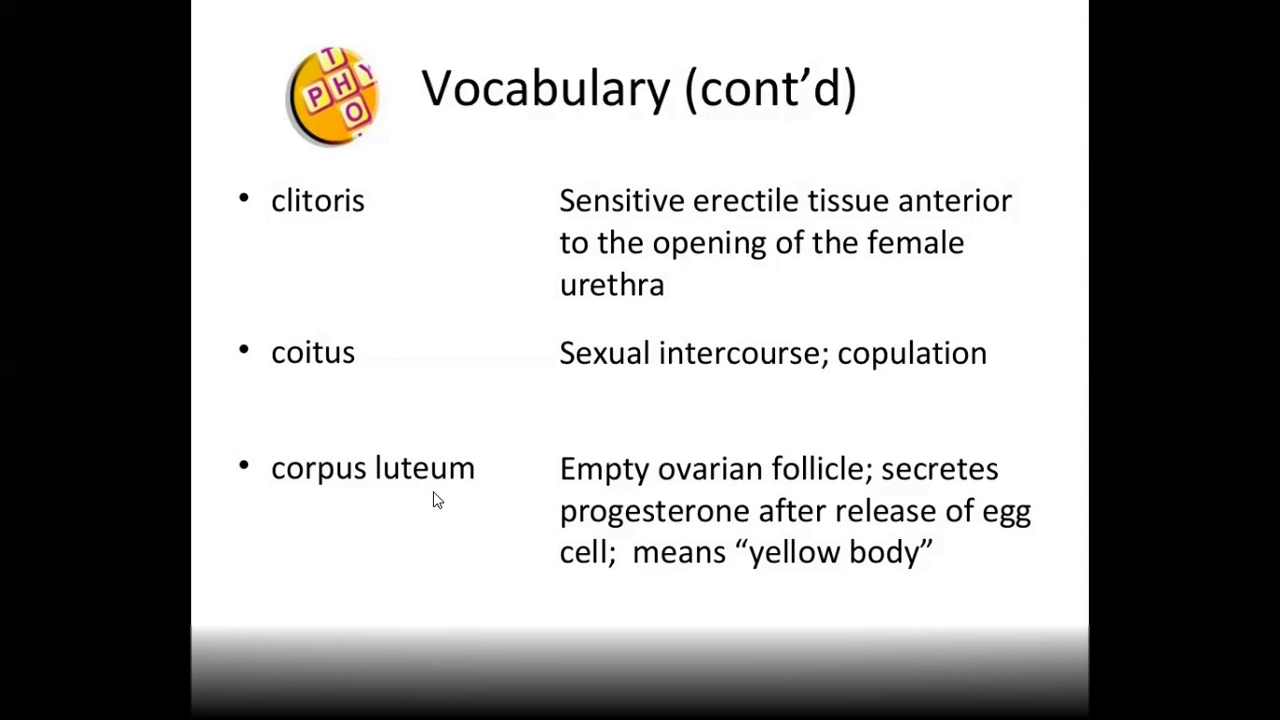 T
P H Y
O
Vocabulary (cont’d)
• clitoris Sensitive erectile tissue anterior
to the opening of the female
urethra
• coitus Sexual intercourse; copulation
• corpus luteum Empty ovarian follicle; secretes
progesterone after release of egg
cell; means “yellow body”